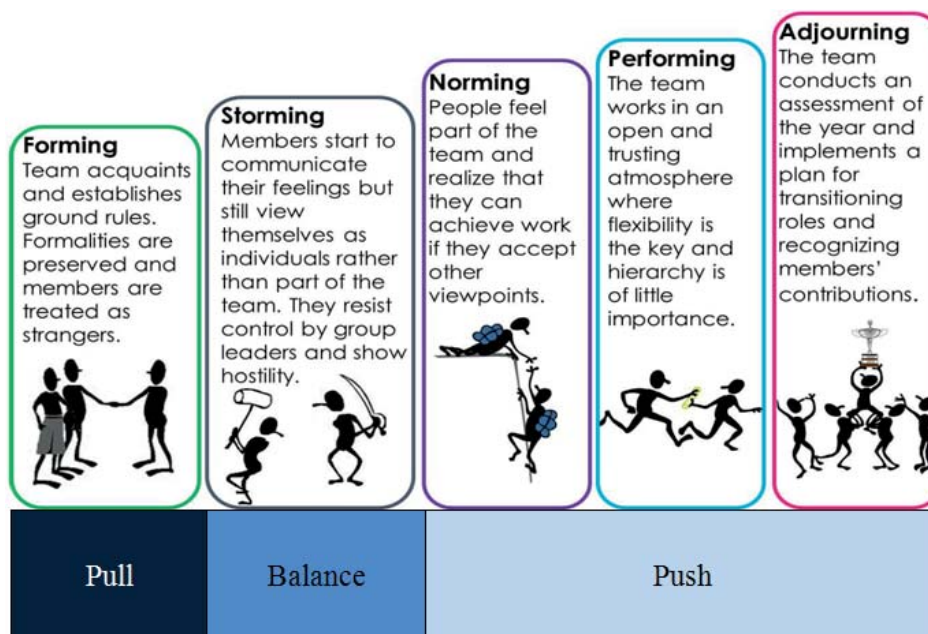 Forming
Team acquaints
and establishes
ground rules.
Formalities are
preserved and
members are
treated as
strangers.
Storming
Members start to
communicate
their feelings but
still view
themselves as
individuals rather
than part of the
team. They resist
control by group
leaders and show
hostility.
Norming
People feel
part of the
team and
realize that
they can
achieve work
if they accept
other
viewpoints.
Performing
The team
works in an
open and
trusting
atmosphere
where
flexibility is
the key and
hierarchy is
of little
importance.
Adjourning
The team
conducts an
assessment of
the year and
implements a
plan for
transitioning
roles and
recognizing
members'
contributions.
Pull
Balance
Push